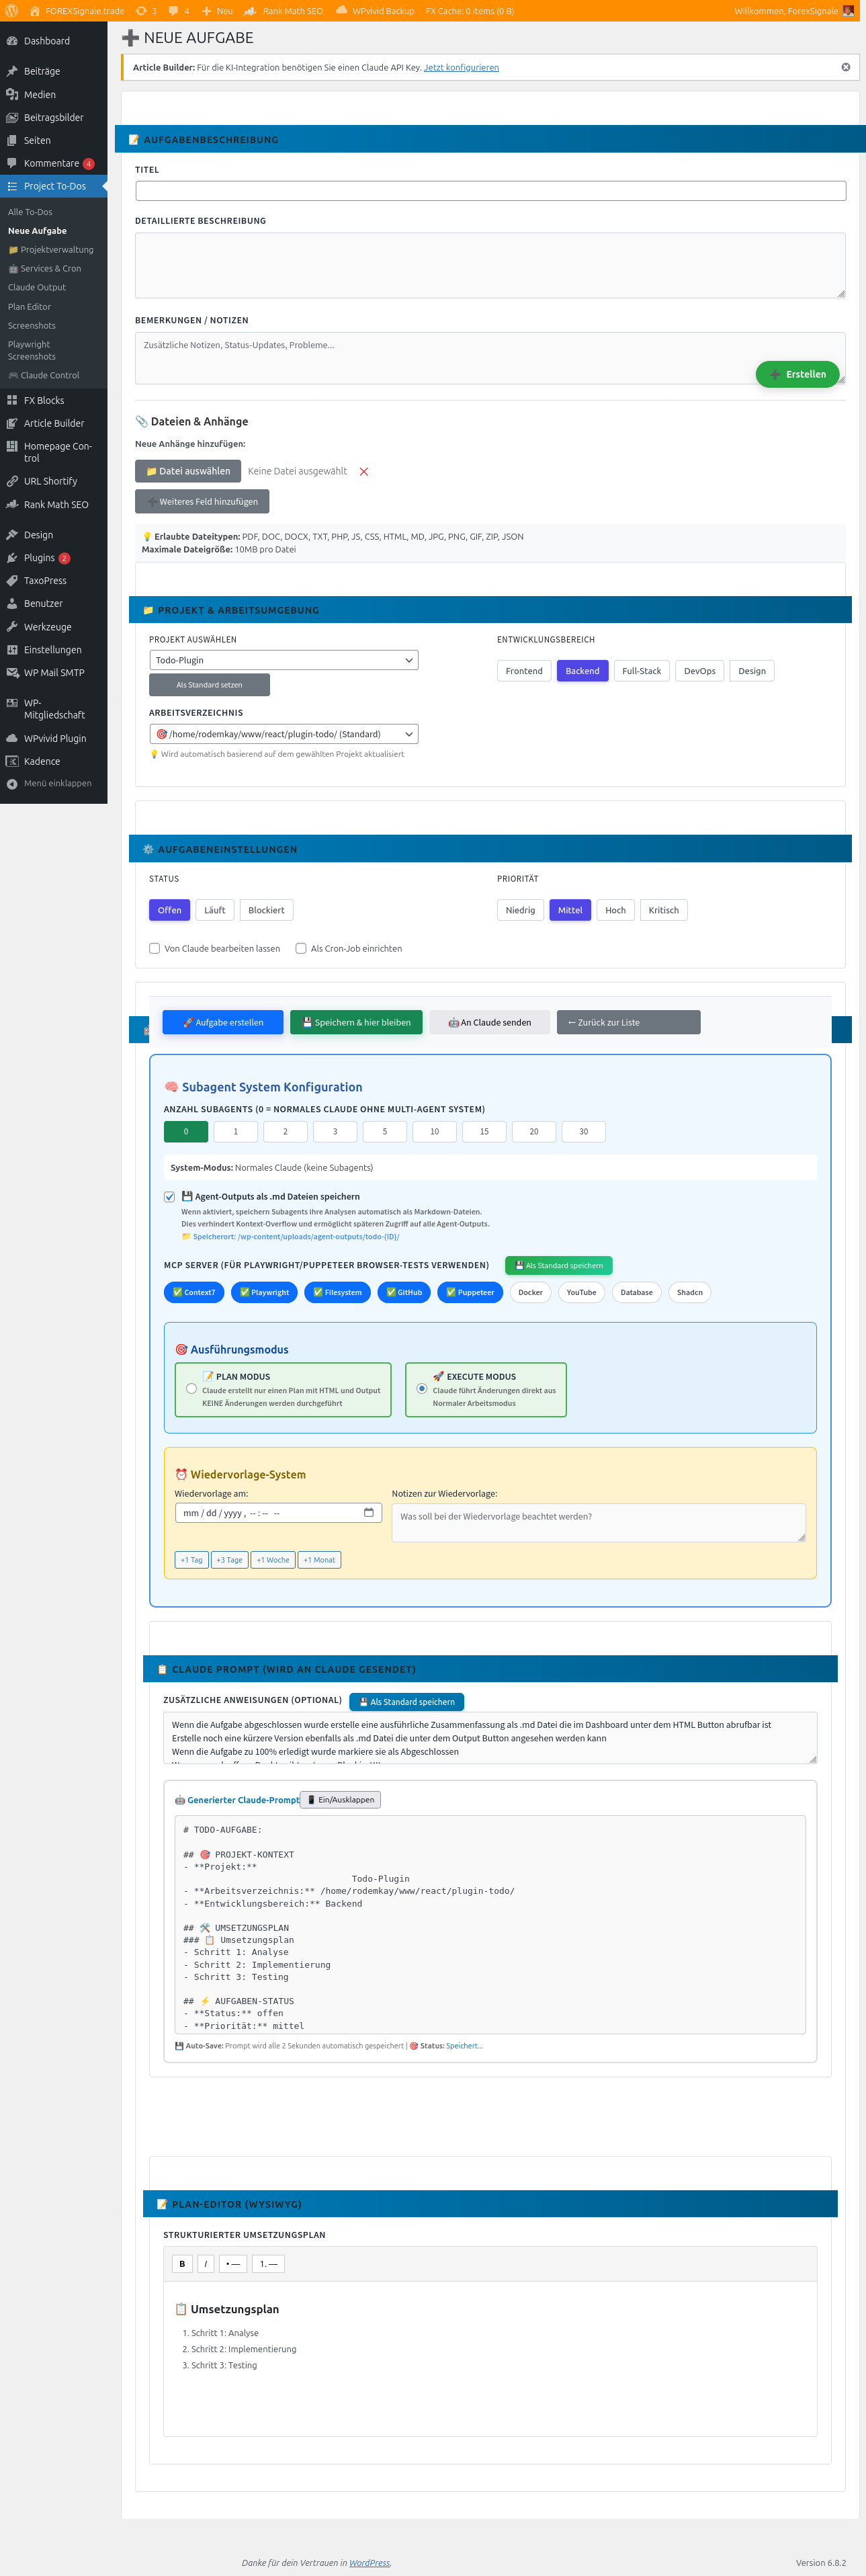 FOREXSignale.trade 3 4 Neu Rank Math SEO WPvivid Backup FX Cache: 0 items (0 B) Willkommen, ForexSignale
Dashboard
Beiträge
Medien
Beitragsbilder
Seiten
Kommentare 4
Project To-Dos
Alle To-Dos
Neue Aufgabe
📁 Projektverwaltung
🤖 Services & Cron
Claude Output
Plan Editor
Screenshots
Playwright
Screenshots
🎮 Claude Control
FX Blocks
Article Builder
Homepage Con-
trol
URL Shortify
Rank Math SEO
Design
Plugins 2
TaxoPress
Benutzer
Werkzeuge
Einstellungen
WP Mail SMTP
WP-
Mitgliedschaft
WPvivid Plugin
Kadence
Menü einklappen
➕ NEUE AUFGABE
Article Builder: Für die KI-Integration benötigen Sie einen Claude API Key. Jetzt konfigurieren
📝 AUFGABENBESCHREIBUNG
TITEL
DETAILLIERTE BESCHREIBUNG
BEMERKUNGEN / NOTIZEN
Zusätzliche Notizen, Status-Updates, Probleme...
➕ Erstellen
📎 Dateien & Anhänge
Neue Anhänge hinzufügen:
📁 Datei auswählen Keine Datei ausgewählt ❌
➕ Weiteres Feld hinzufügen
💡 Erlaubte Dateitypen: PDF, DOC, DOCX, TXT, PHP, JS, CSS, HTML, MD, JPG, PNG, GIF, ZIP, JSON
Maximale Dateigröße: 10MB pro Datei
📁 PROJEKT & ARBEITSUMGEBUNG
PROJEKT AUSWÄHLEN
Todo-Plugin
Als Standard setzen
ARBEITSVERZEICHNIS
🎯 /home/rodemkay/www/react/plugin-todo/ (Standard)
💡 Wird automatisch basierend auf dem gewählten Projekt aktualisiert
ENTWICKLUNGSBEREICH
Frontend Backend Full-Stack DevOps Design
⚙️ AUFGABENEINSTELLUNGEN
STATUS
Offen Läuft Blockiert
PRIORITÄT
Niedrig Mittel Hoch Kritisch
Von Claude bearbeiten lassen Als Cron-Job einrichten
🚀 Aufgabe erstellen 💾 Speichern & hier bleiben 🤖 An Claude senden ← Zurück zur Liste
🧠 Subagent System Konfiguration
ANZAHL SUBAGENTS (0 = NORMALES CLAUDE OHNE MULTI-AGENT SYSTEM)
0 1 2 3 5 10 15 20 30
System-Modus: Normales Claude (keine Subagents)
💾 Agent-Outputs als .md Dateien speichern
Wenn aktiviert, speichern Subagents ihre Analysen automatisch als Markdown-Dateien.
Dies verhindert Kontext-Overflow und ermöglicht späteren Zugriff auf alle Agent-Outputs.
📁 Speicherort: /wp-content/uploads/agent-outputs/todo-{ID}/
MCP SERVER (FÜR PLAYWRIGHT/PUPPETEER BROWSER-TESTS VERWENDEN) 💾 Als Standard speichern
✅ Context7 ✅ Playwright ✅ Filesystem ✅ GitHub ✅ Puppeteer Docker YouTube Database Shadcn
🎯 Ausführungsmodus
📝 PLAN MODUS
Claude erstellt nur einen Plan mit HTML und Output
KEINE Änderungen werden durchgeführt
🚀 EXECUTE MODUS
Claude führt Änderungen direkt aus
Normaler Arbeitsmodus
⏰ Wiedervorlage-System
Wiedervorlage am:
mm / dd / yyyy , -- : -- --
+1 Tag +3 Tage +1 Woche +1 Monat
Notizen zur Wiedervorlage:
Was soll bei der Wiedervorlage beachtet werden?
📋 CLAUDE PROMPT (WIRD AN CLAUDE GESENDET)
ZUSÄTZLICHE ANWEISUNGEN (OPTIONAL) 💾 Als Standard speichern
Wenn die Aufgabe abgeschlossen wurde erstelle eine ausführliche Zusammenfassung als .md Datei die im Dashboard unter dem HTML Button abrufbar ist
Erstelle noch eine kürzere Version ebenfalls als .md Datei die unter dem Output Button angesehen werden kann
Wenn die Aufgabe zu 100% erledigt wurde markiere sie als Abgeschlossen
🤖 Generierter Claude-Prompt 📱 Ein/Ausklappen
# TODO-AUFGABE:
## 🎯 PROJEKT-KONTEXT
- **Projekt:**
Todo-Plugin
- **Arbeitsverzeichnis:** /home/rodemkay/www/react/plugin-todo/
- **Entwicklungsbereich:** Backend
## 🛠️ UMSETZUNGSPLAN
### 📋 Umsetzungsplan
- Schritt 1: Analyse
- Schritt 2: Implementierung
- Schritt 3: Testing
## ⚡ AUFGABEN-STATUS
- **Status:** offen
- **Priorität:** mittel
💾 Auto-Save: Prompt wird alle 2 Sekunden automatisch gespeichert | 🎯 Status: Speichert...
📝 PLAN-EDITOR (WYSIWYG)
STRUKTURIERTER UMSETZUNGSPLAN
B I • — 1. —
📋 Umsetzungsplan
1. Schritt 1: Analyse
2. Schritt 2: Implementierung
3. Schritt 3: Testing
Danke für dein Vertrauen in WordPress.
Version 6.8.2